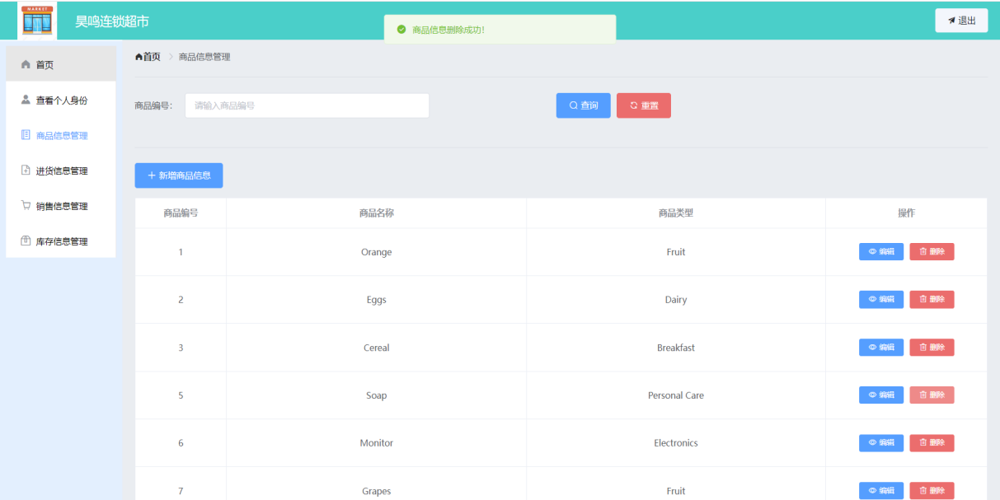 MARKET
昊鸣连锁超市
商品信息删除成功!
退出
首页
查看个人身份
商品信息管理
进货信息管理
销售信息管理
库存信息管理
首页 > 商品信息管理
商品编号: 请输入商品编号 查询 重置
+ 新增商品信息
商品编号 商品名称 商品类型 操作
1 Orange Fruit 编辑 删除
2 Eggs Dairy 编辑 删除
3 Cereal Breakfast 编辑 删除
5 Soap Personal Care 编辑 删除
6 Monitor Electronics 编辑 删除
7 Grapes Fruit 编辑 删除